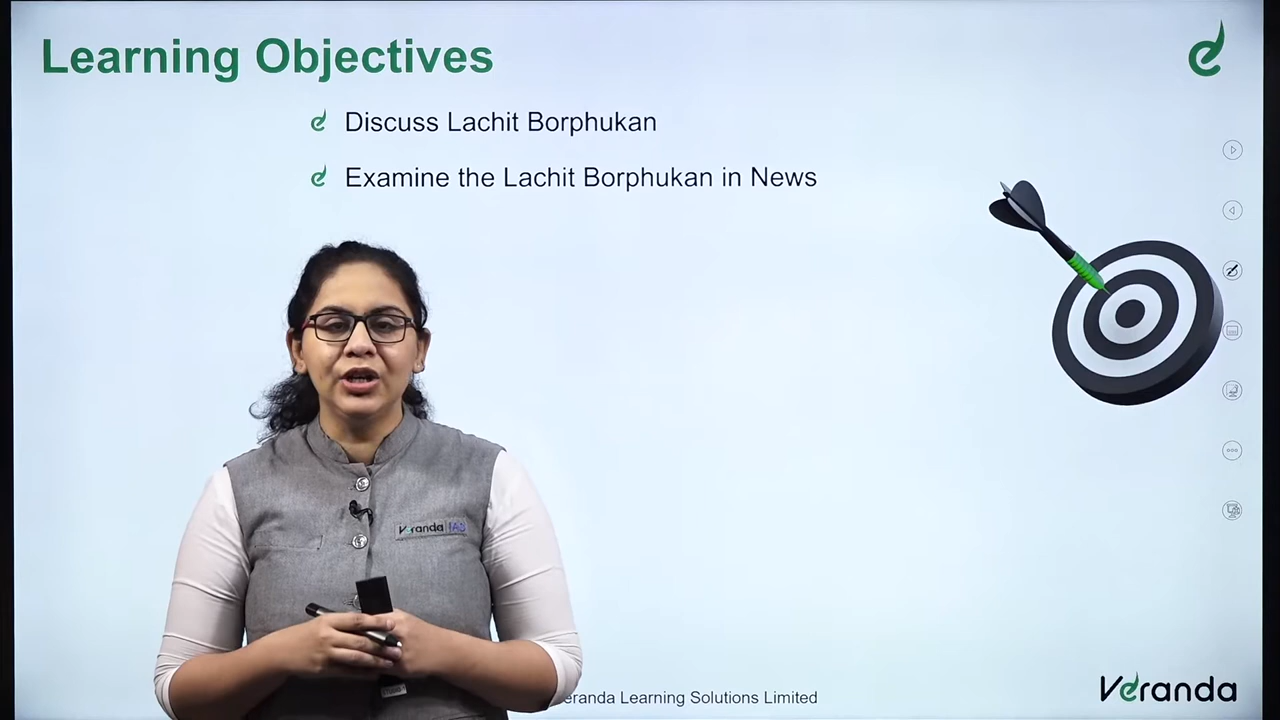 Learning Objectives
Discuss Lachit Borphukan
Examine the Lachit Borphukan in News
Veranda IAS
eranda Learning Solutions Limited
Veranda